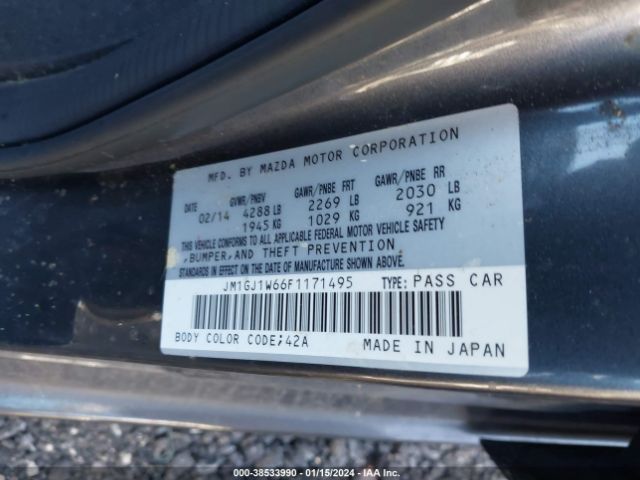 MFD. BY MAZDA MOTOR CORPORATION
DATE GVWR/PNBV GAWR/PNBE FRT GAWR/PNBE RR
02/14 4288 LB 2269 LB 2030 LB
1945 KG 1029 KG 921 KG
THIS VEHICLE CONFORMS TO ALL APPLICABLE FEDERAL MOTOR VEHICLE SAFETY
,BUMPER,AND THEFT PREVENTION
STANDARDS IN EFFECT ON THE DATE OF MANUFACTURE SHOWN ABOVE.
JM1GJ1W66F1171495 TYPE: PASS CAR
BODY COLOR CODE;42A MADE IN JAPAN
000-38533990 - 01/15/2024 - IAAI.COM